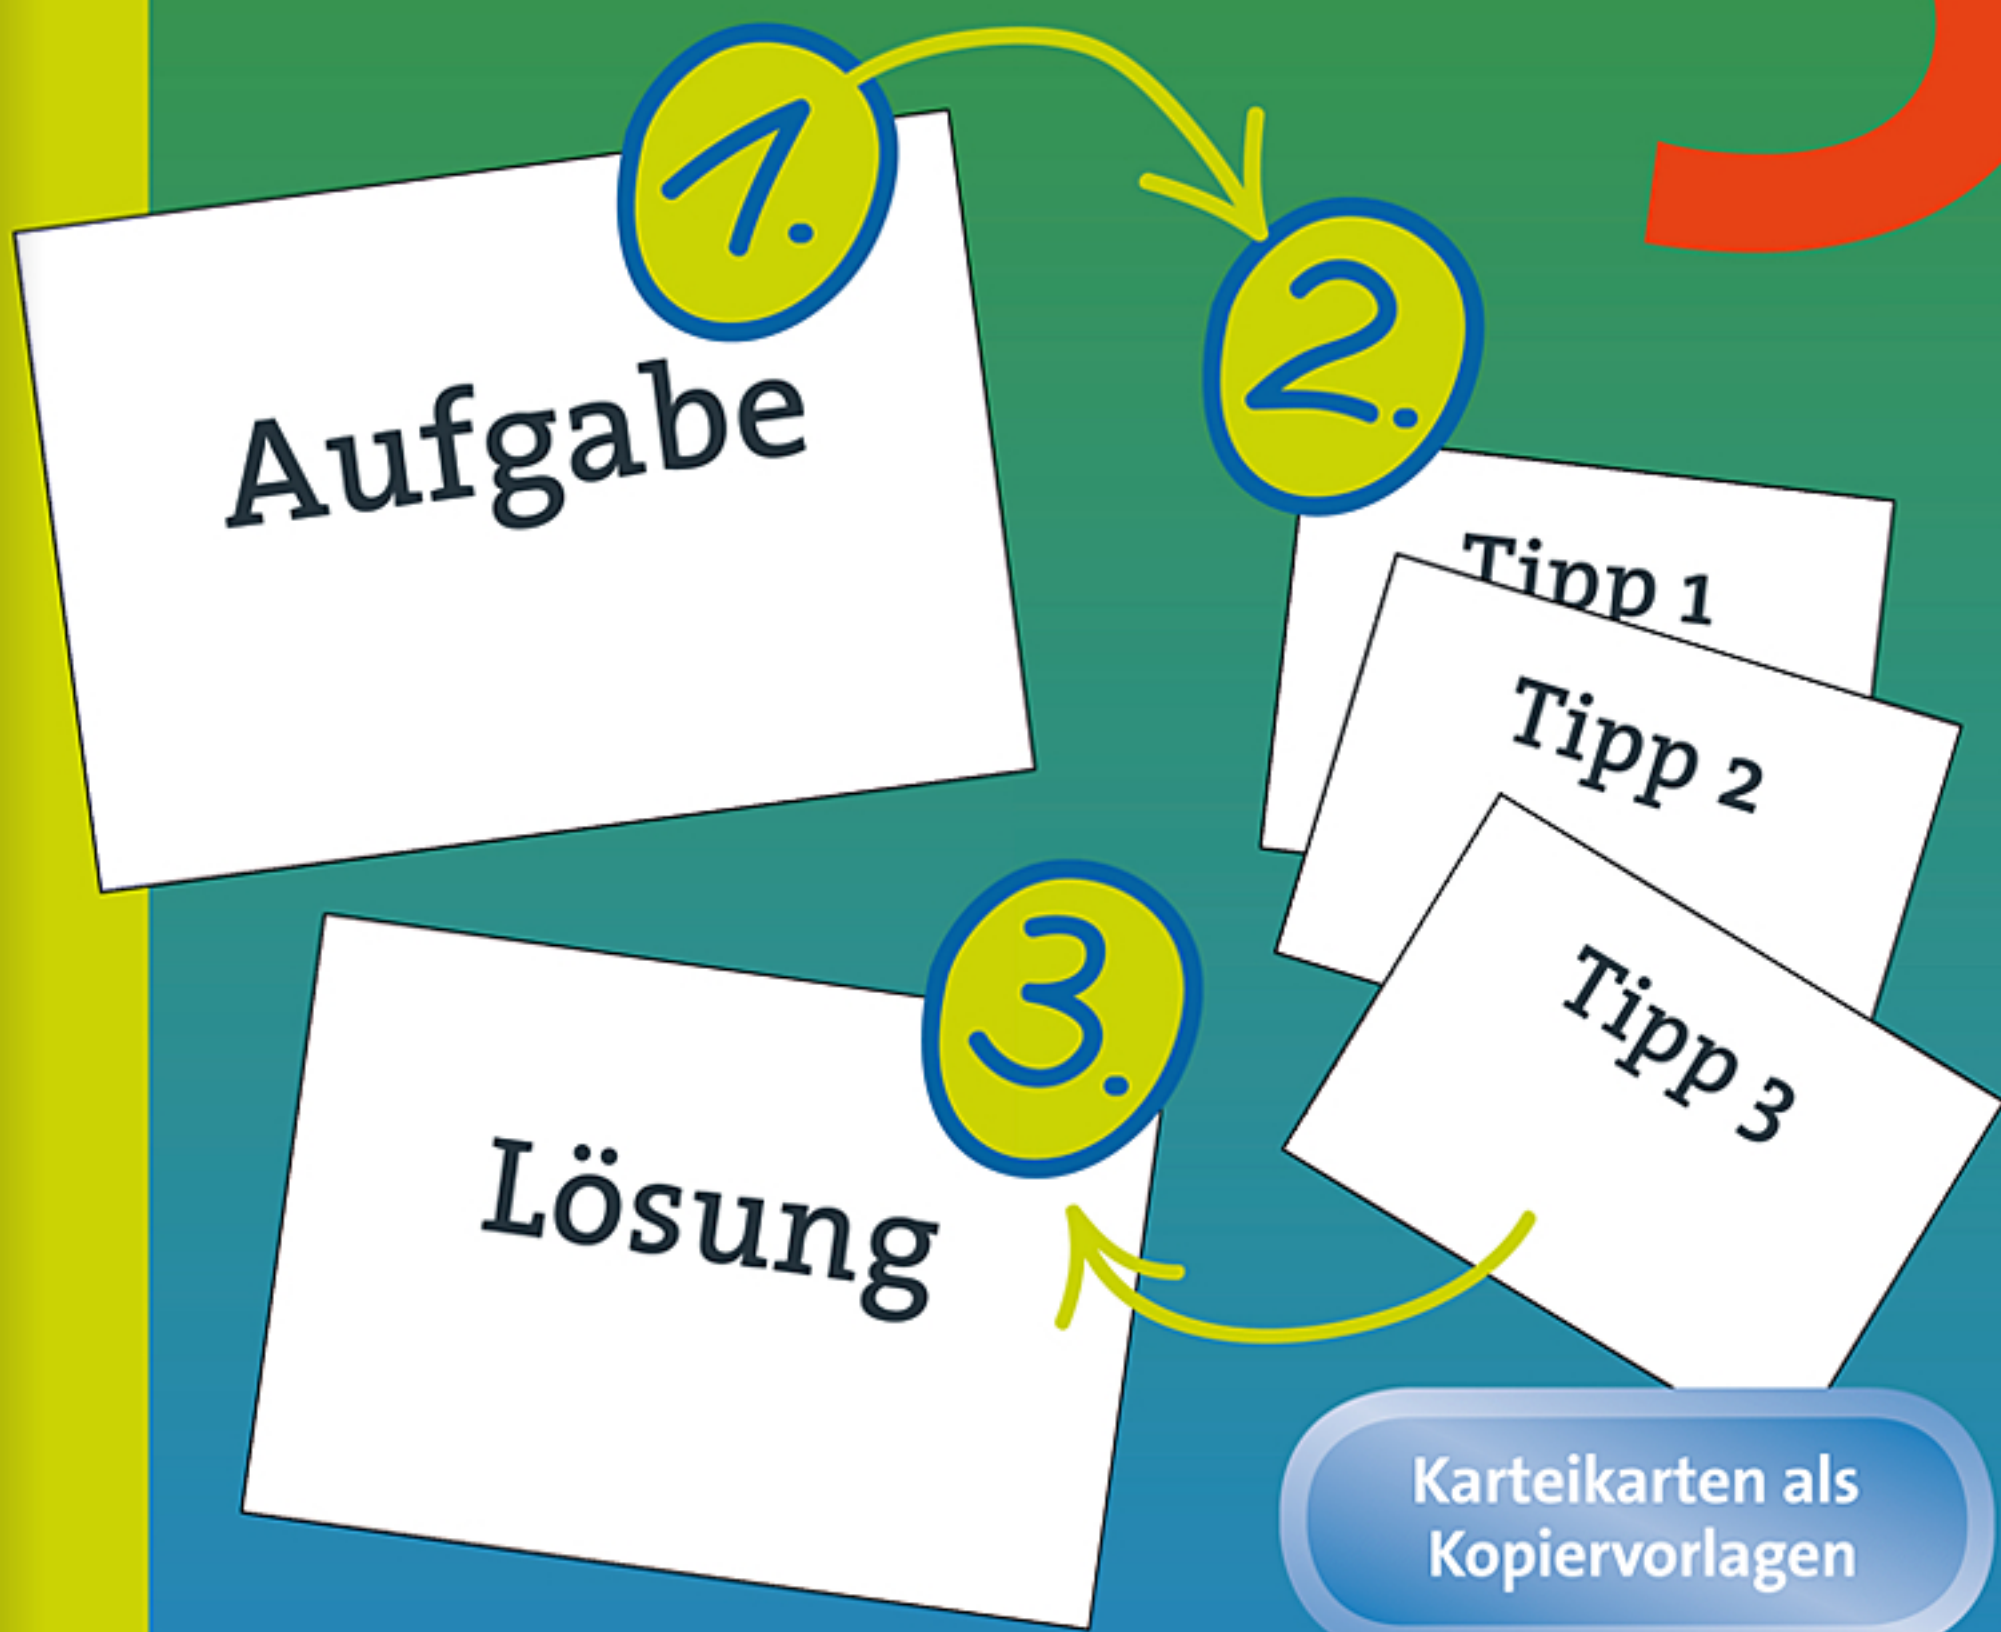 1.
Aufgabe
2.
Tipp 1
Tipp 2
Tipp 3
3.
Lösung
Karteikarten als
Kopiervorlagen